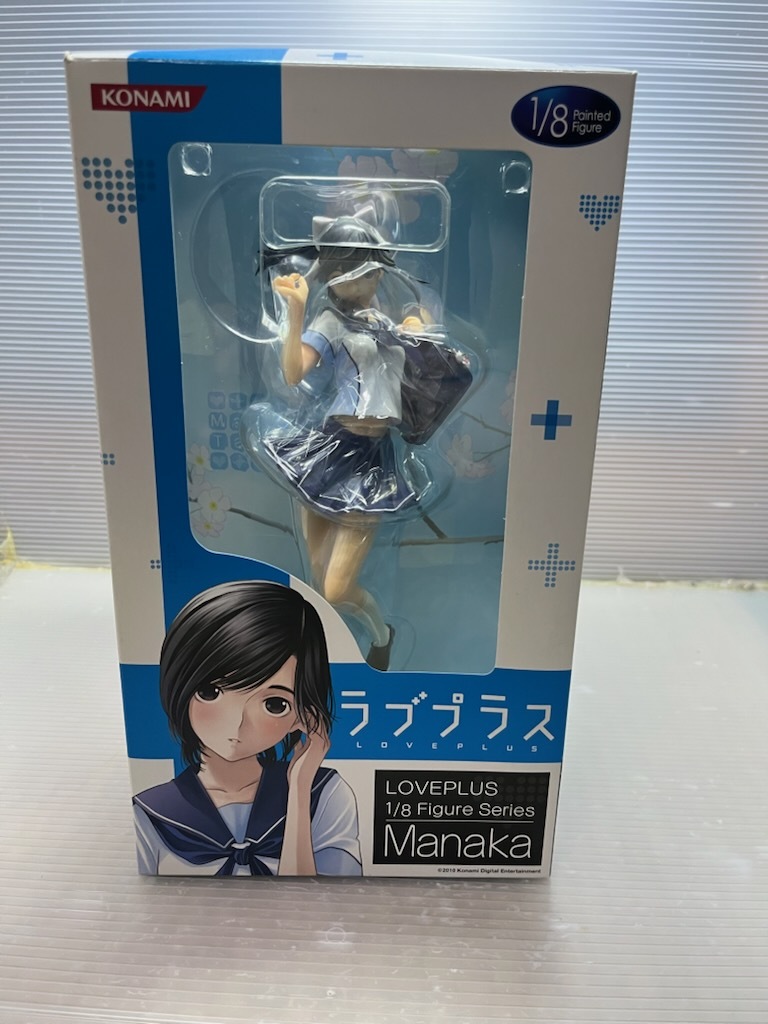 KONAMI
1/8 Painted
Figure
ラブプラス
LOVEPLUS
LOVEPLUS
1/8 Figure Series
Manaka
©2010 Konami Digital Entertainment